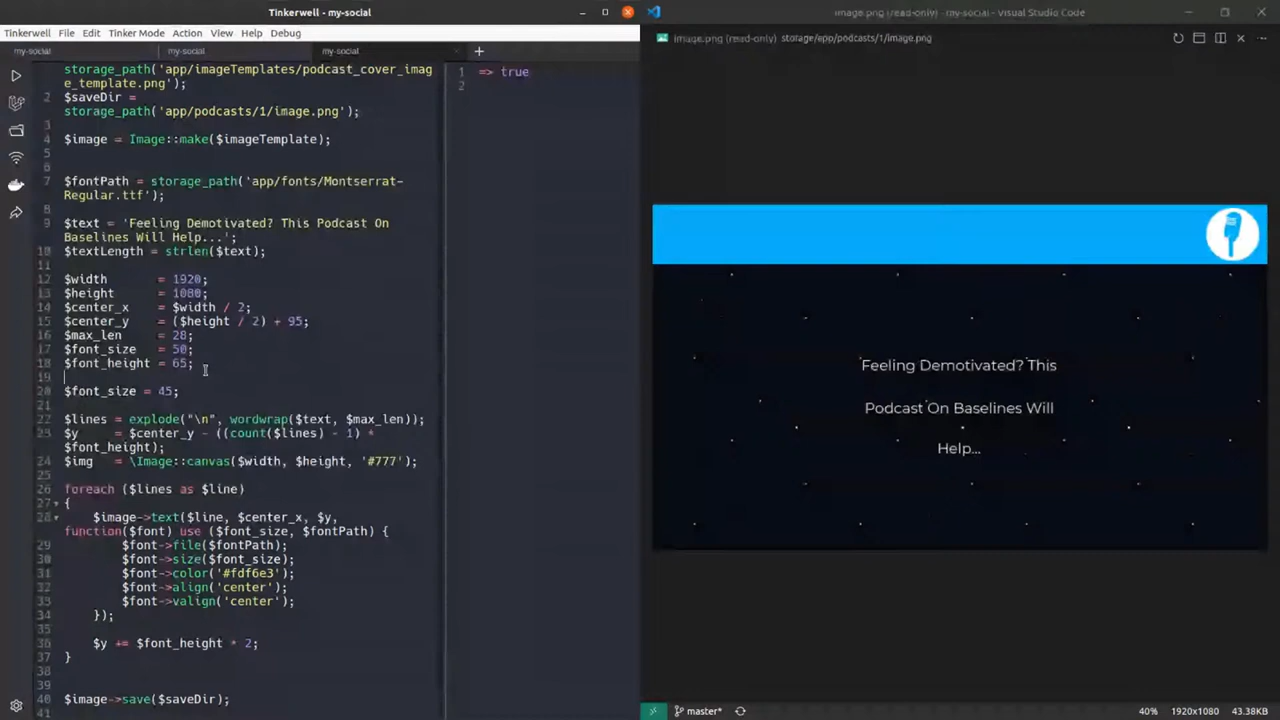 Tinkerwell - my-social
Tinkerwell File Edit Tinker Mode Action View Help Debug
my-social my-social my-social × +
storage_path('app/imageTemplates/podcast_cover_imag
e_template.png');
2 $saveDir =
storage_path('app/podcasts/1/image.png');
3
4 $image = Image::make($imageTemplate);
5
6
7 $fontPath = storage_path('app/fonts/Montserrat-
Regular.ttf');
8
9 $text = 'Feeling Demotivated? This Podcast On
Baselines Will Help...';
10 $textLength = strlen($text);
11
12 $width = 1920;
13 $height = 1080;
14 $center_x = $width / 2;
15 $center_y = ($height / 2) + 95;
16 $max_len = 28;
17 $font_size = 50;
18 $font_height = 65;
19
20 $font_size = 45;
21
22 $lines = explode("\n", wordwrap($text, $max_len));
23 $y = $center_y - ((count($lines) - 1) *
$font_height);
24 $img = \Image::canvas($width, $height, '#777');
25
26 foreach ($lines as $line)
27 {
28 $image->text($line, $center_x, $y,
function($font) use ($font_size, $fontPath) {
29 $font->file($fontPath);
30 $font->size($font_size);
31 $font->color('#fdf6e3');
32 $font->align('center');
33 $font->valign('center');
34 });
35
36 $y += $font_height * 2;
37 }
38
39
40 $image->save($saveDir);
41
1 => true
2
image.png (read-only) - my-social - Visual Studio Code
image.png (read-only) storage/app/podcasts/1/image.png
Feeling Demotivated? This
Podcast On Baselines Will
Help...
master* 40% 1920x1080 43.38KB